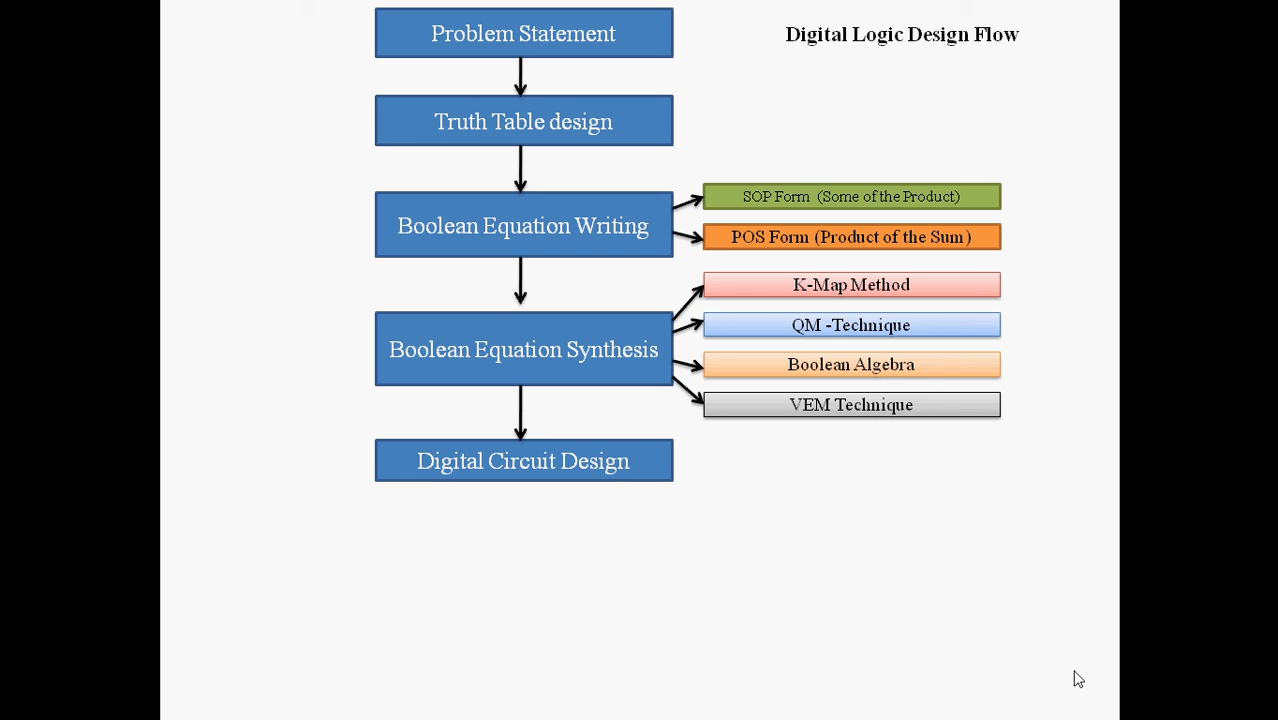 Problem Statement
Digital Logic Design Flow
Truth Table design
Boolean Equation Writing
SOP Form (Some of the Product)
POS Form (Product of the Sum)
Boolean Equation Synthesis
K-Map Method
QM -Technique
Boolean Algebra
VEM Technique
Digital Circuit Design